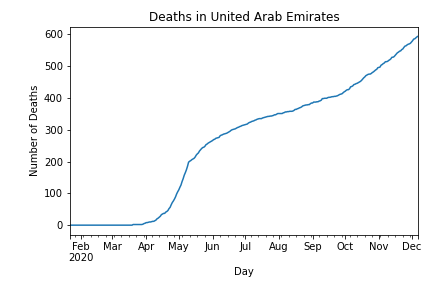 Deaths in United Arab Emirates
Number of Deaths
600
500
400
300
200
100
0
Feb Mar Apr May Jun Jul Aug Sep Oct Nov Dec
2020
Day